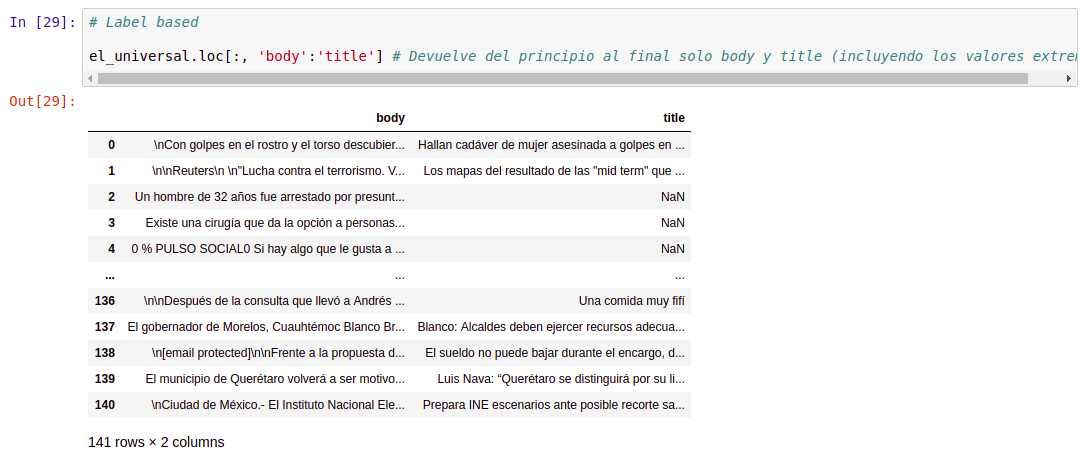 In [29]: # Label based
el_universal.loc[:, 'body':'title'] # Devuelve del principio al final solo body y title (incluyendo los valores
Out[29]:
body title
0 \nCon golpes en el rostro y el torso descubier... Hallan cadáver de mujer asesinada a golpes en ...
1 \n\nReuters\n \n"Lucha contra el terrorismo. V... Los mapas del resultado de las "mid term" que ...
2 Un hombre de 32 años fue arrestado por presunt... NaN
3 Existe una cirugía que da la opción a personas... NaN
4 0 % PULSO SOCIAL0 Si hay algo que le gusta a ... NaN
... ... ...
136 \n\nDespués de la consulta que llevó a Andrés ... Una comida muy fifí
137 El gobernador de Morelos, Cuauhtémoc Blanco Br... Blanco: Alcaldes deben ejercer recursos adecua...
138 \n[email protected]\n\nFrente a la propuesta d... El sueldo no puede bajar durante el encargo, d...
139 El municipio de Querétaro volverá a ser motivo... Luis Nava: “Querétaro se distinguirá por su li...
140 \nCiudad de México.- El Instituto Nacional Ele... Prepara INE escenarios ante posible recorte sa...
141 rows × 2 columns